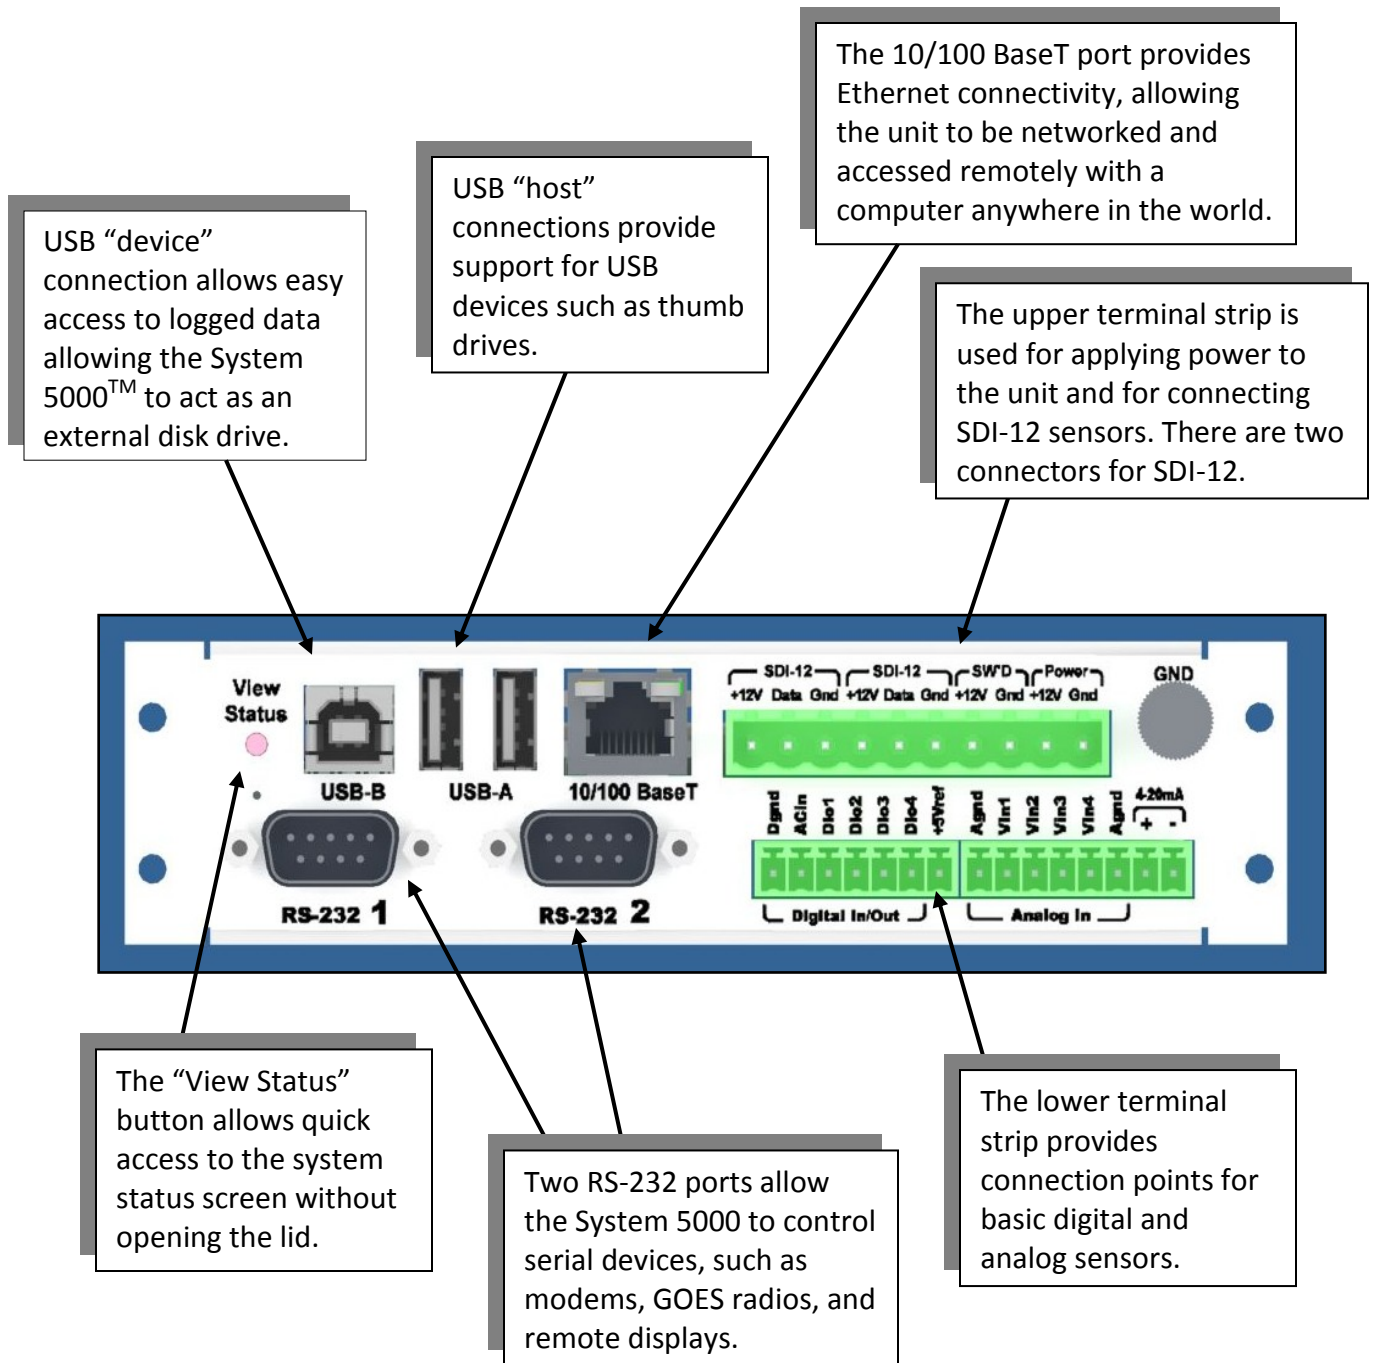 The 10/100 BaseT port provides
Ethernet connectivity, allowing
the unit to be networked and
accessed remotely with a
computer anywhere in the world.
USB “host”
connections provide
support for USB
devices such as thumb
drives.
USB “device”
connection allows easy
access to logged data
allowing the System
5000™ to act as an
external disk drive.
The upper terminal strip is
used for applying power to
the unit and for connecting
SDI-12 sensors. There are two
connectors for SDI-12.
View
Status
SDI-12 SDI-12 SW'D Power
+12V Data Gnd +12V Data Gnd +12V Gnd +12V Gnd
GND
USB-B USB-A 10/100 BaseT
Dgnd ACin Dio1 Dio2 Dio3 Dio4 +5Vref Agnd Vin1 Vin2 Vin3 Vin4 Agnd 4-20mA
+ -
RS-232 1 RS-232 2
Digital In/Out Analog In
The “View Status”
button allows quick
access to the system
status screen without
opening the lid.
Two RS-232 ports allow
the System 5000 to control
serial devices, such as
modems, GOES radios, and
remote displays.
The lower terminal
strip provides
connection points for
basic digital and
analog sensors.